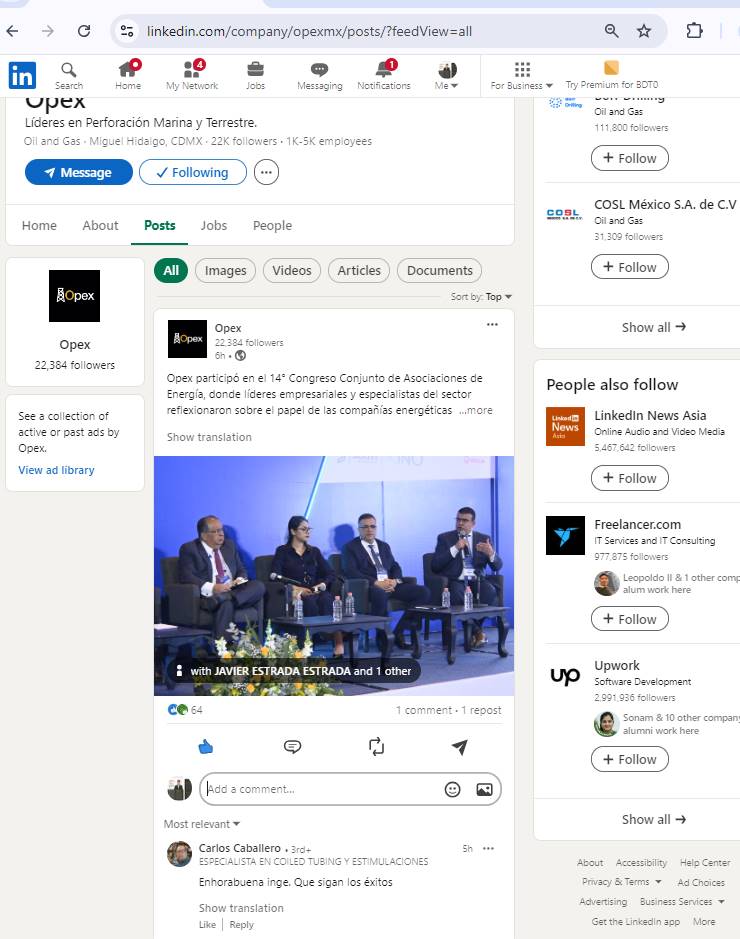 linkedin.com/company/opexmx/posts/?feedView=all
in
Search
Home
4
My Network
Jobs
Messaging
1
Notifications
Me
For Business
Try Premium for BDT0
Opex
Líderes en Perforación Marina y Terrestre.
Oil and Gas · Miguel Hidalgo, CDMX · 22K followers · 1K-5K employees
Message
Following
Home
About
Posts
Jobs
People
Opex
Opex
22,384 followers
See a collection of
active or past ads by
Opex.
View ad library
All
Images
Videos
Articles
Documents
Sort by: Top
Opex
Opex
22,384 followers
6h •
Opex participó en el 14° Congreso Conjunto de Asociaciones de
Energía, donde líderes empresariales y especialistas del sector
reflexionaron sobre el papel de las compañías energéticas ...more
Show translation
with JAVIER ESTRADA ESTRADA and 1 other
64
1 comment • 1 repost
Add a comment...
Most relevant
Carlos Caballero • 3rd+
5h
ESPECIALISTA EN COILED TUBING Y ESTIMULACIONES
Enhorabuena inge. Que sigan los éxitos
Show translation
Like | Reply
Drilling
Oil and Gas
111,800 followers
+ Follow
COSL
COSL México S.A. de C.V
Oil and Gas
31,309 followers
+ Follow
Show all →
People also follow
Linked in
News
Asia
LinkedIn News Asia
Online Audio and Video Media
5,467,642 followers
+ Follow
Freelancer.com
IT Services and IT Consulting
977,875 followers
Leopoldo II & 1 other comp
alum work here
+ Follow
up
Upwork
Software Development
2,991,936 followers
Sonam & 10 other company
alumni work here
+ Follow
Show all →
About
Accessibility
Help Center
Privacy & Terms
Ad Choices
Advertising
Business Services
Get the LinkedIn app
More